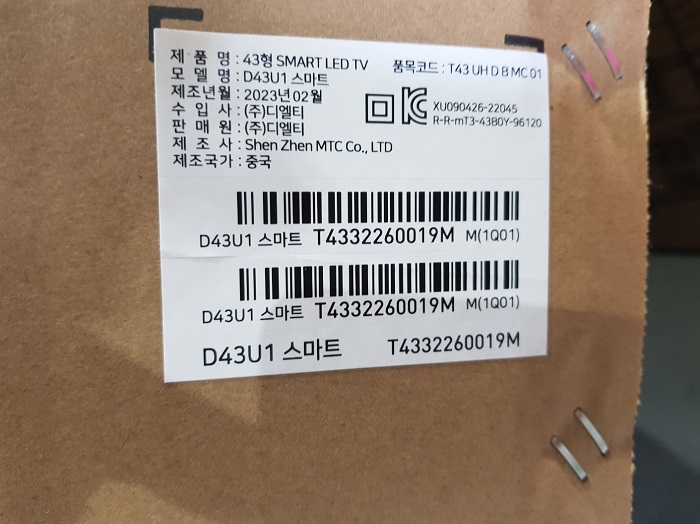 제 품 명 : 43형 SMART LED TV 품목코드 : T43 UH D B MC 01
모 델 명 : D43U1 스마트
제조년월 : 2023년 02월
수 입 사 : (주)디엘티
판 매 원 : (주)디엘티
제 조 사 : Shen Zhen MTC Co., LTD
제조국가 : 중국
XU090426-22045
R-R-mT3-43B0Y-96120
D43U1 스마트 T4332260019M M(1Q01)
D43U1 스마트 T4332260019M M(1Q01)
D43U1 스마트 T4332260019M